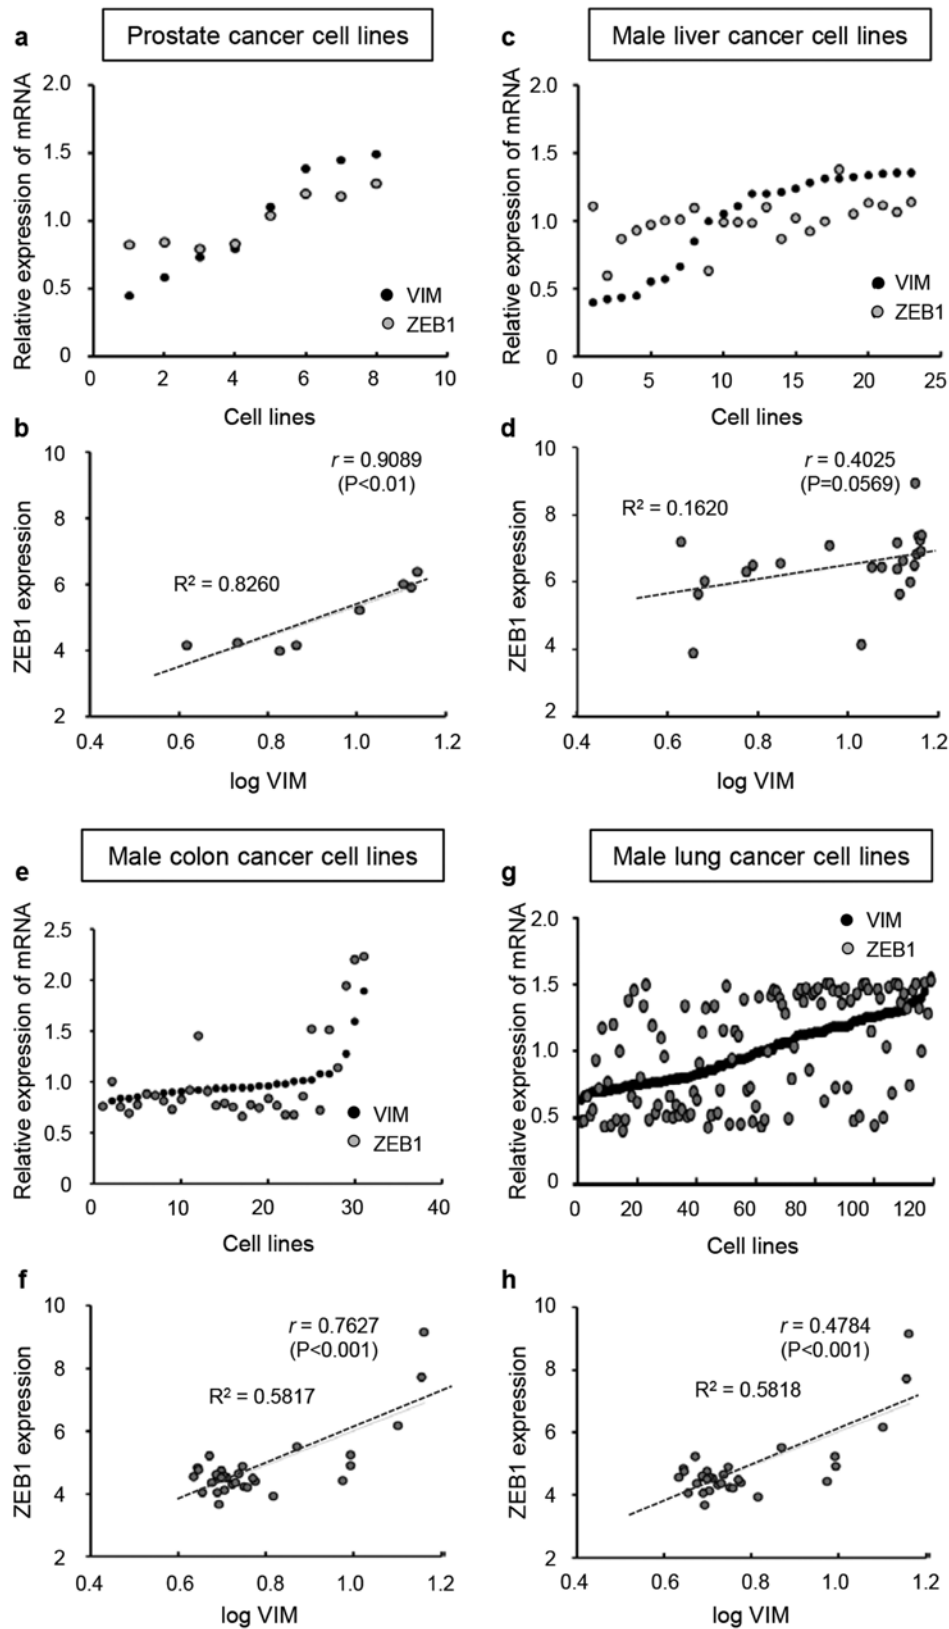 a
Prostate cancer cell lines
Relative expression of mRNA
2.0
1.5
1.0
0.5
0
VIM
ZEB1
0 2 4 6 8 10
Cell lines
c
Male liver cancer cell lines
Relative expression of mRNA
2.0
1.5
1.0
0.5
0
VIM
ZEB1
0 5 10 15 20 25
Cell lines
b
ZEB1 expression
10
8
6
4
2
r = 0.9089
(P<0.01)
R² = 0.8260
0.4 0.6 0.8 1.0 1.2
log VIM
d
ZEB1 expression
10
8
6
4
2
r = 0.4025
(P=0.0569)
R² = 0.1620
0.4 0.6 0.8 1.0 1.2
log VIM
e
Male colon cancer cell lines
Relative expression of mRNA
2.5
2.0
1.5
1.0
0.5
0
VIM
ZEB1
0 10 20 30 40
Cell lines
g
Male lung cancer cell lines
Relative expression of mRNA
2.0
1.5
1.0
0.5
0
VIM
ZEB1
0 20 40 60 80 100 120
Cell lines
f
ZEB1 expression
10
8
6
4
2
r = 0.7627
(P<0.001)
R² = 0.5817
0.4 0.6 0.8 1.0 1.2
log VIM
h
ZEB1 expression
10
8
6
4
2
r = 0.4784
(P<0.001)
R² = 0.5818
0.4 0.6 0.8 1.0 1.2
log VIM